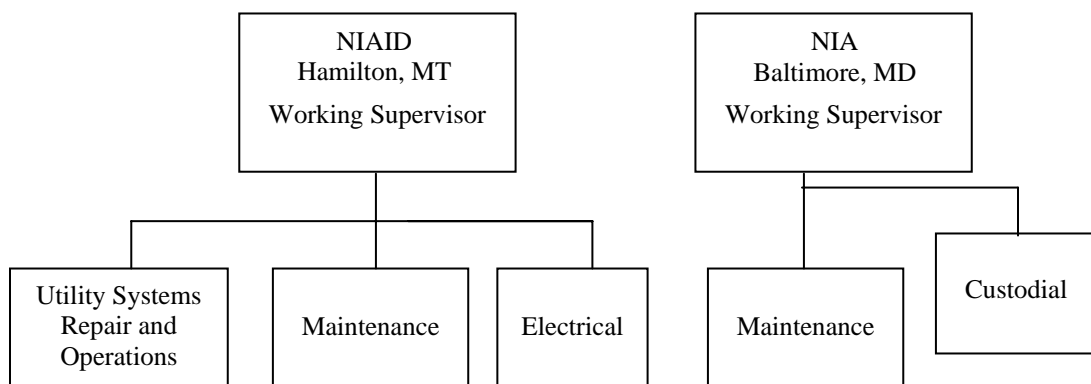 NIAID
Hamilton, MT
Working Supervisor
NIA
Baltimore, MD
Working Supervisor
Utility Systems
Repair and
Operations
Maintenance
Electrical
Maintenance
Custodial